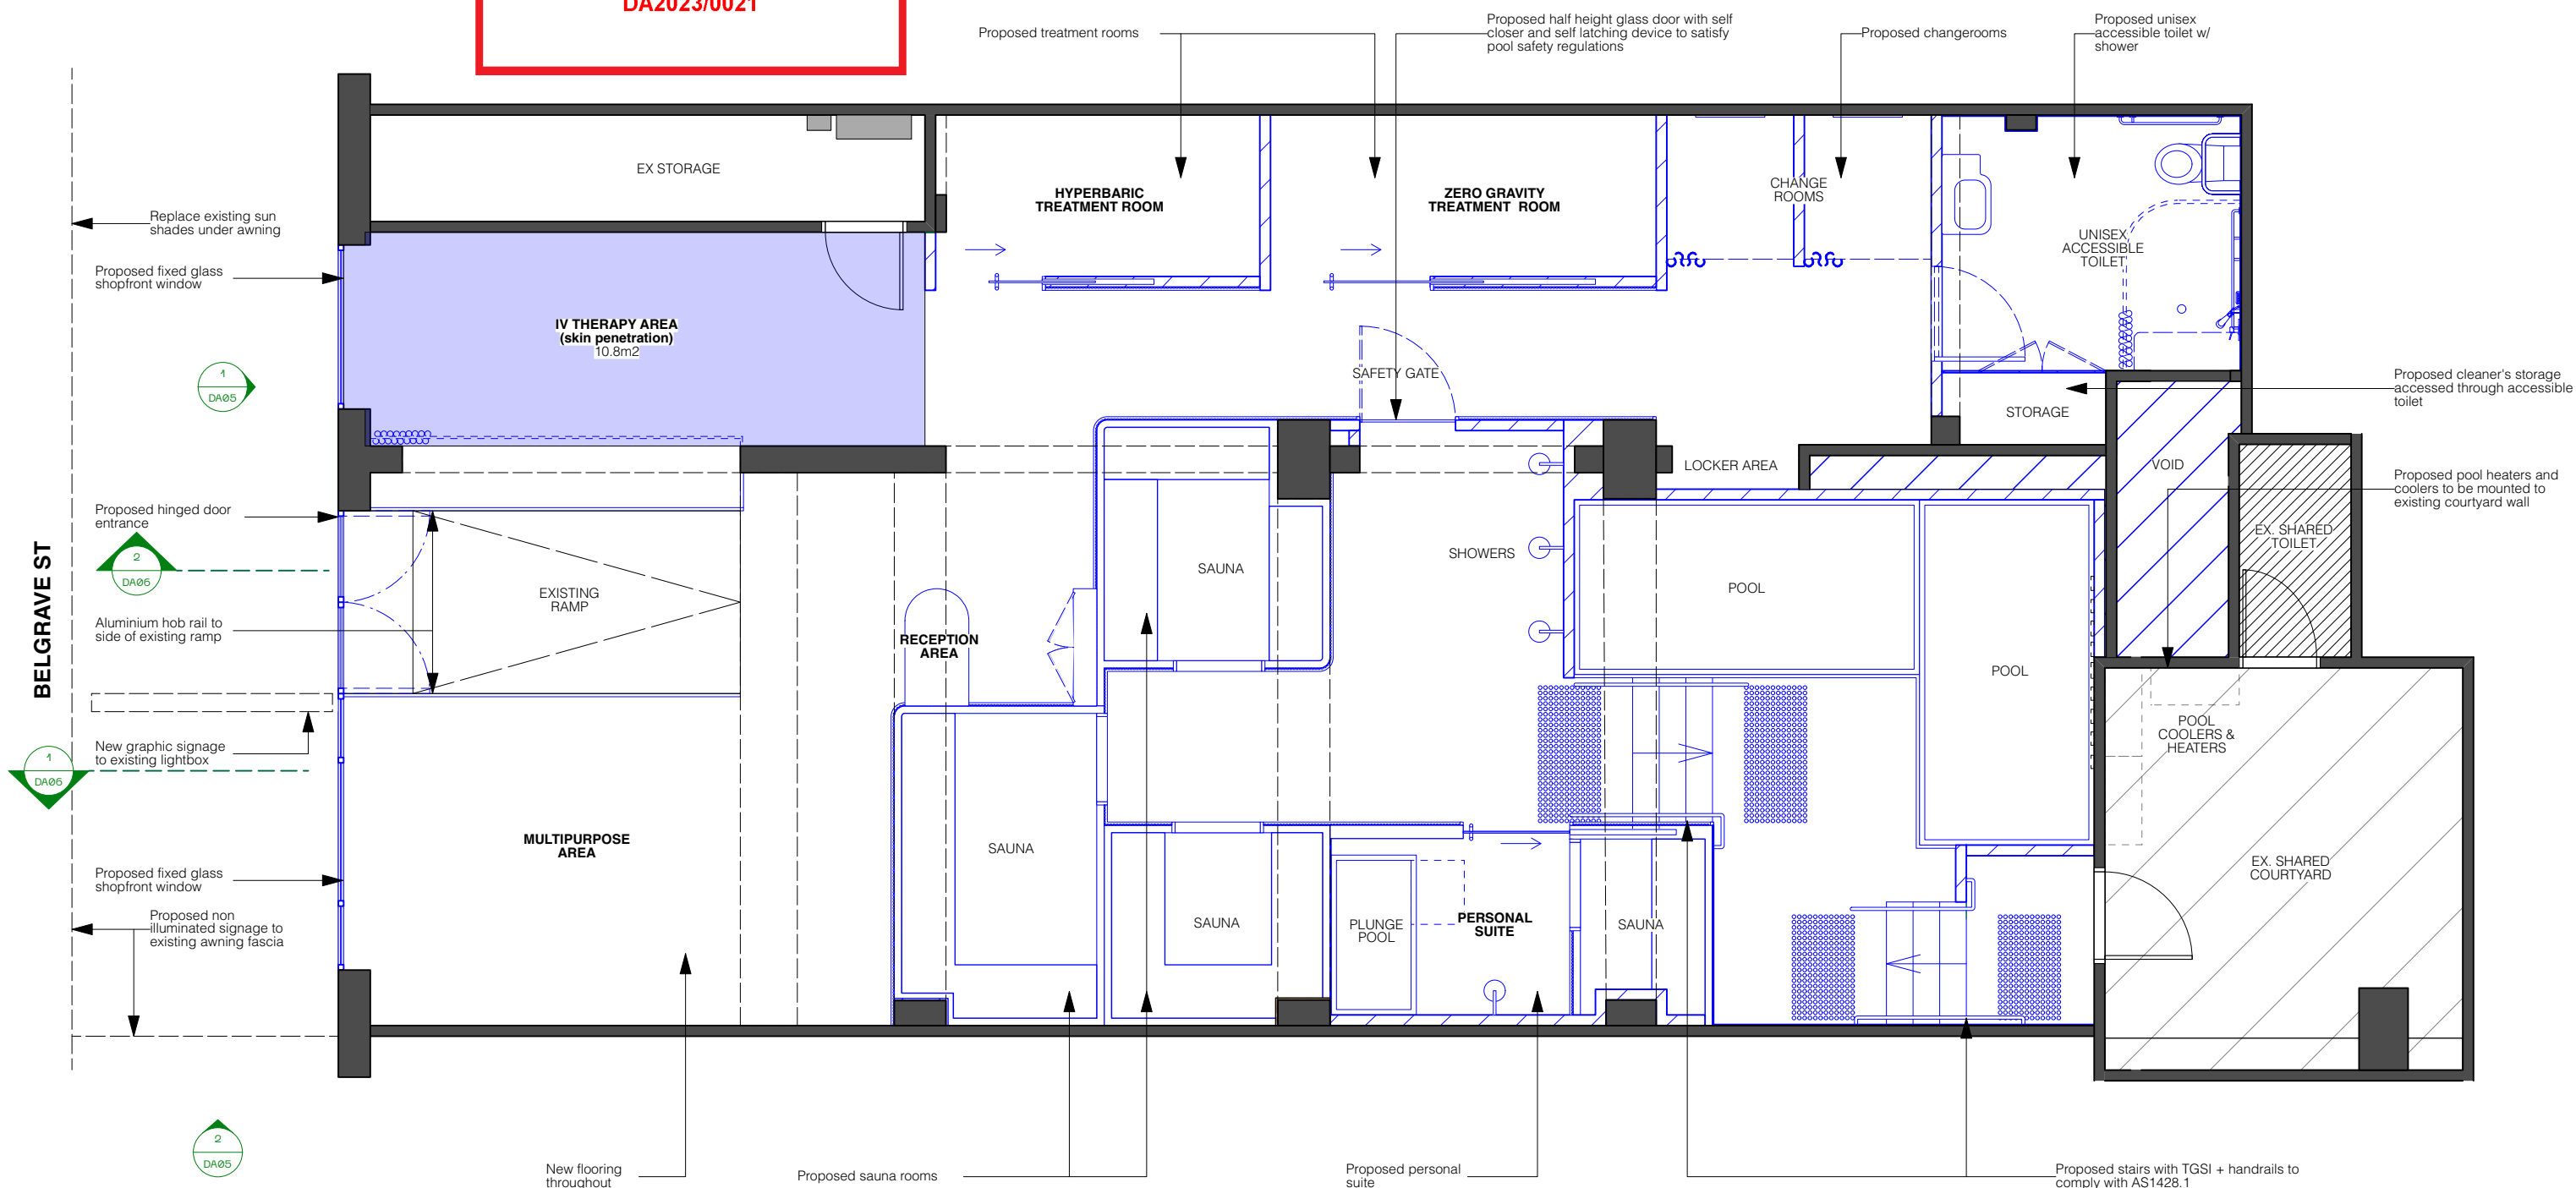 DA2023/0021
Proposed treatment rooms
Proposed half height glass door with self
closer and self latching device to satisfy
pool safety regulations
Proposed changerooms
Proposed unisex
accessible toilet w/
shower
EX STORAGE
HYPERBARIC
TREATMENT ROOM
ZERO GRAVITY
TREATMENT ROOM
CHANGE
ROOMS
UNISEX
ACCESSIBLE
TOILET
Replace existing sun
shades under awning
Proposed fixed glass
shopfront window
IV THERAPY AREA
(skin penetration)
10.8m2
1
DA05
SAFETY GATE
STORAGE
Proposed cleaner's storage
accessed through accessible
toilet
LOCKER AREA
VOID
Proposed pool heaters and
coolers to be mounted to
existing courtyard wall
Proposed hinged door
entrance
2
DA06
BELGRAVE ST
EXISTING
RAMP
SAUNA
SHOWERS
POOL
EX. SHARED
TOILET
Aluminium hob rail to
side of existing ramp
RECEPTION
AREA
POOL
New graphic signage
to existing lightbox
1
DA06
POOL
COOLERS &
HEATERS
MULTIPURPOSE
AREA
SAUNA
Proposed fixed glass
shopfront window
EX. SHARED
COURTYARD
Proposed non
illuminated signage to
existing awning fascia
SAUNA
PLUNGE
POOL
PERSONAL
SUITE
SAUNA
2
DA05
New flooring
throughout
Proposed sauna rooms
Proposed personal
suite
Proposed stairs with TGSI + handrails to
comply with AS1428.1